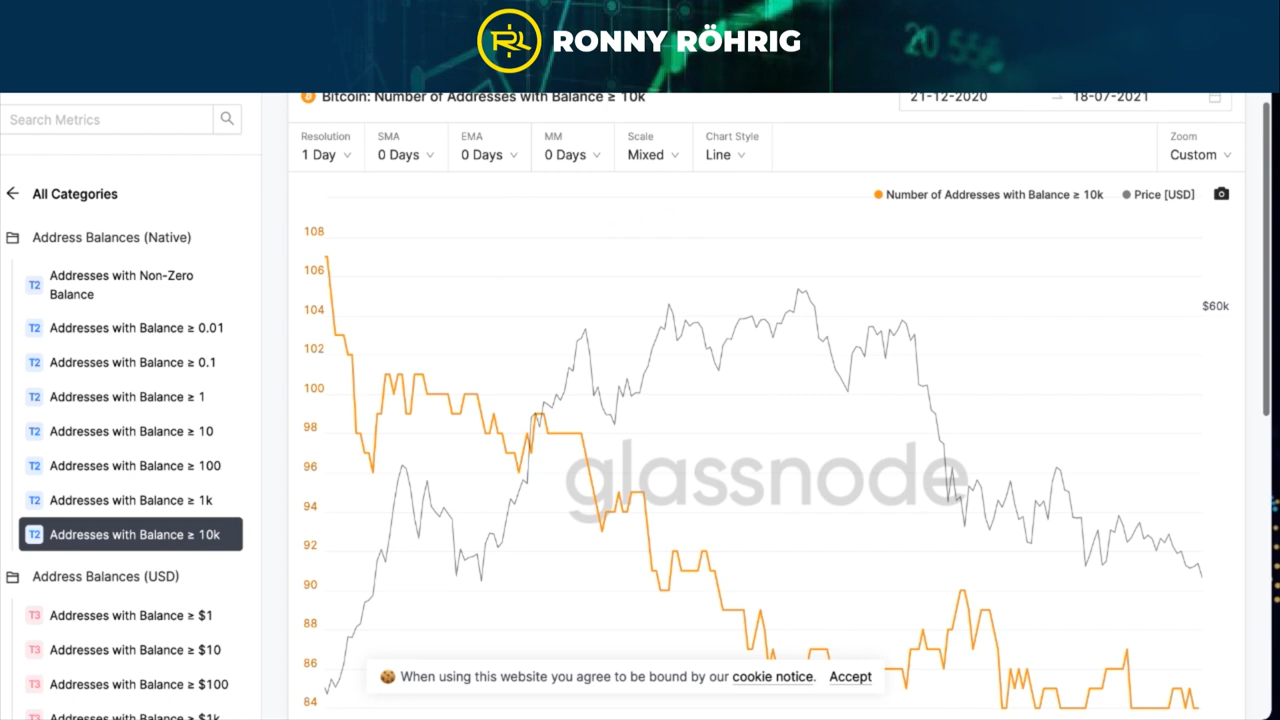 RONNY RÖHRIG
20.556
Search Metrics
All Categories
Address Balances (Native)
T2 Addresses with Non-Zero
Balance
T2 Addresses with Balance ≥ 0.01
T2 Addresses with Balance ≥ 0.1
T2 Addresses with Balance ≥ 1
T2 Addresses with Balance ≥ 10
T2 Addresses with Balance ≥ 100
T2 Addresses with Balance ≥ 1k
T2 Addresses with Balance ≥ 10k
Address Balances (USD)
T3 Addresses with Balance ≥ $1
T3 Addresses with Balance ≥ $10
T3 Addresses with Balance ≥ $100
T3 Addresses with Balance ≥ $1k
Bitcoin: Number of Addresses with Balance ≥ 10k
21-12-2020 → 18-07-2021
Resolution SMA EMA MM Scale Chart Style Zoom
1 Day 0 Days 0 Days 0 Days Mixed Line Custom
Number of Addresses with Balance ≥ 10k Price [USD]
108
106
104
102
100
98
96
94
92
90
88
86
84
$60k
glassnode
When using this website you agree to be bound by our cookie notice. Accept